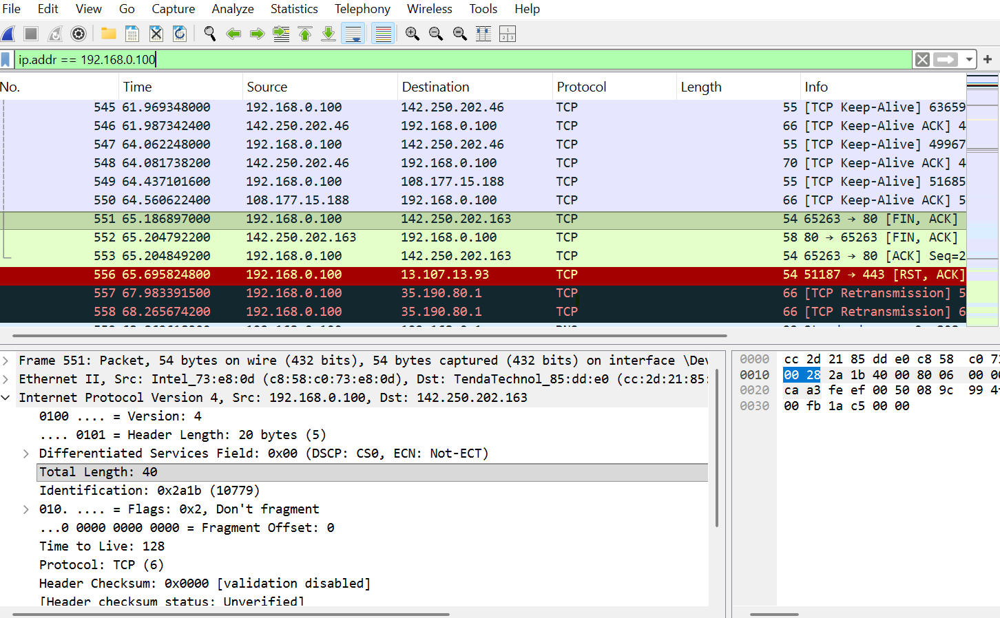 File Edit View Go Capture Analyze Statistics Telephony Wireless Tools Help
ip.addr == 192.168.0.100
No. Time Source Destination Protocol Length Info
545 61.969348000 192.168.0.100 142.250.202.46 TCP 55 [TCP Keep-Alive] 63659
546 61.987342400 142.250.202.46 192.168.0.100 TCP 66 [TCP Keep-Alive ACK] 4
547 64.062248000 192.168.0.100 142.250.202.46 TCP 55 [TCP Keep-Alive] 49967
548 64.081738200 142.250.202.46 192.168.0.100 TCP 70 [TCP Keep-Alive ACK] 4
549 64.437101600 192.168.0.100 108.177.15.188 TCP 55 [TCP Keep-Alive] 51685
550 64.560622400 108.177.15.188 192.168.0.100 TCP 66 [TCP Keep-Alive ACK] 5
551 65.186897000 192.168.0.100 142.250.202.163 TCP 54 65263 → 80 [FIN, ACK]
552 65.204792200 142.250.202.163 192.168.0.100 TCP 58 80 → 65263 [FIN, ACK]
553 65.204849200 192.168.0.100 142.250.202.163 TCP 54 65263 → 80 [ACK] Seq=2
556 65.695824800 192.168.0.100 13.107.13.93 TCP 54 51187 → 443 [RST, ACK]
557 67.983391500 192.168.0.100 35.190.80.1 TCP 66 [TCP Retransmission] 5
558 68.265674200 192.168.0.100 35.190.80.1 TCP 66 [TCP Retransmission] 6
Frame 551: Packet, 54 bytes on wire (432 bits), 54 bytes captured (432 bits) on interface \Dev
Ethernet II, Src: Intel_73:e8:0d (c8:58:c0:73:e8:0d), Dst: TendaTechnol_85:dd:e0 (cc:2d:21:85:
Internet Protocol Version 4, Src: 192.168.0.100, Dst: 142.250.202.163
0100 .... = Version: 4
.... 0101 = Header Length: 20 bytes (5)
Differentiated Services Field: 0x00 (DSCP: CS0, ECN: Not-ECT)
Total Length: 40
Identification: 0x2a1b (10779)
010. .... = Flags: 0x2, Don't fragment
...0 0000 0000 0000 = Fragment Offset: 0
Time to Live: 128
Protocol: TCP (6)
Header Checksum: 0x0000 [validation disabled]
[Header checksum status: Unverified]
0000 cc 2d 21 85 dd e0 c8 58 c0 73
0010 00 28 2a 1b 40 00 80 06 00 00
0020 ca a3 fe ef 00 50 08 9c 99 4
0030 00 fb 1a c5 00 00